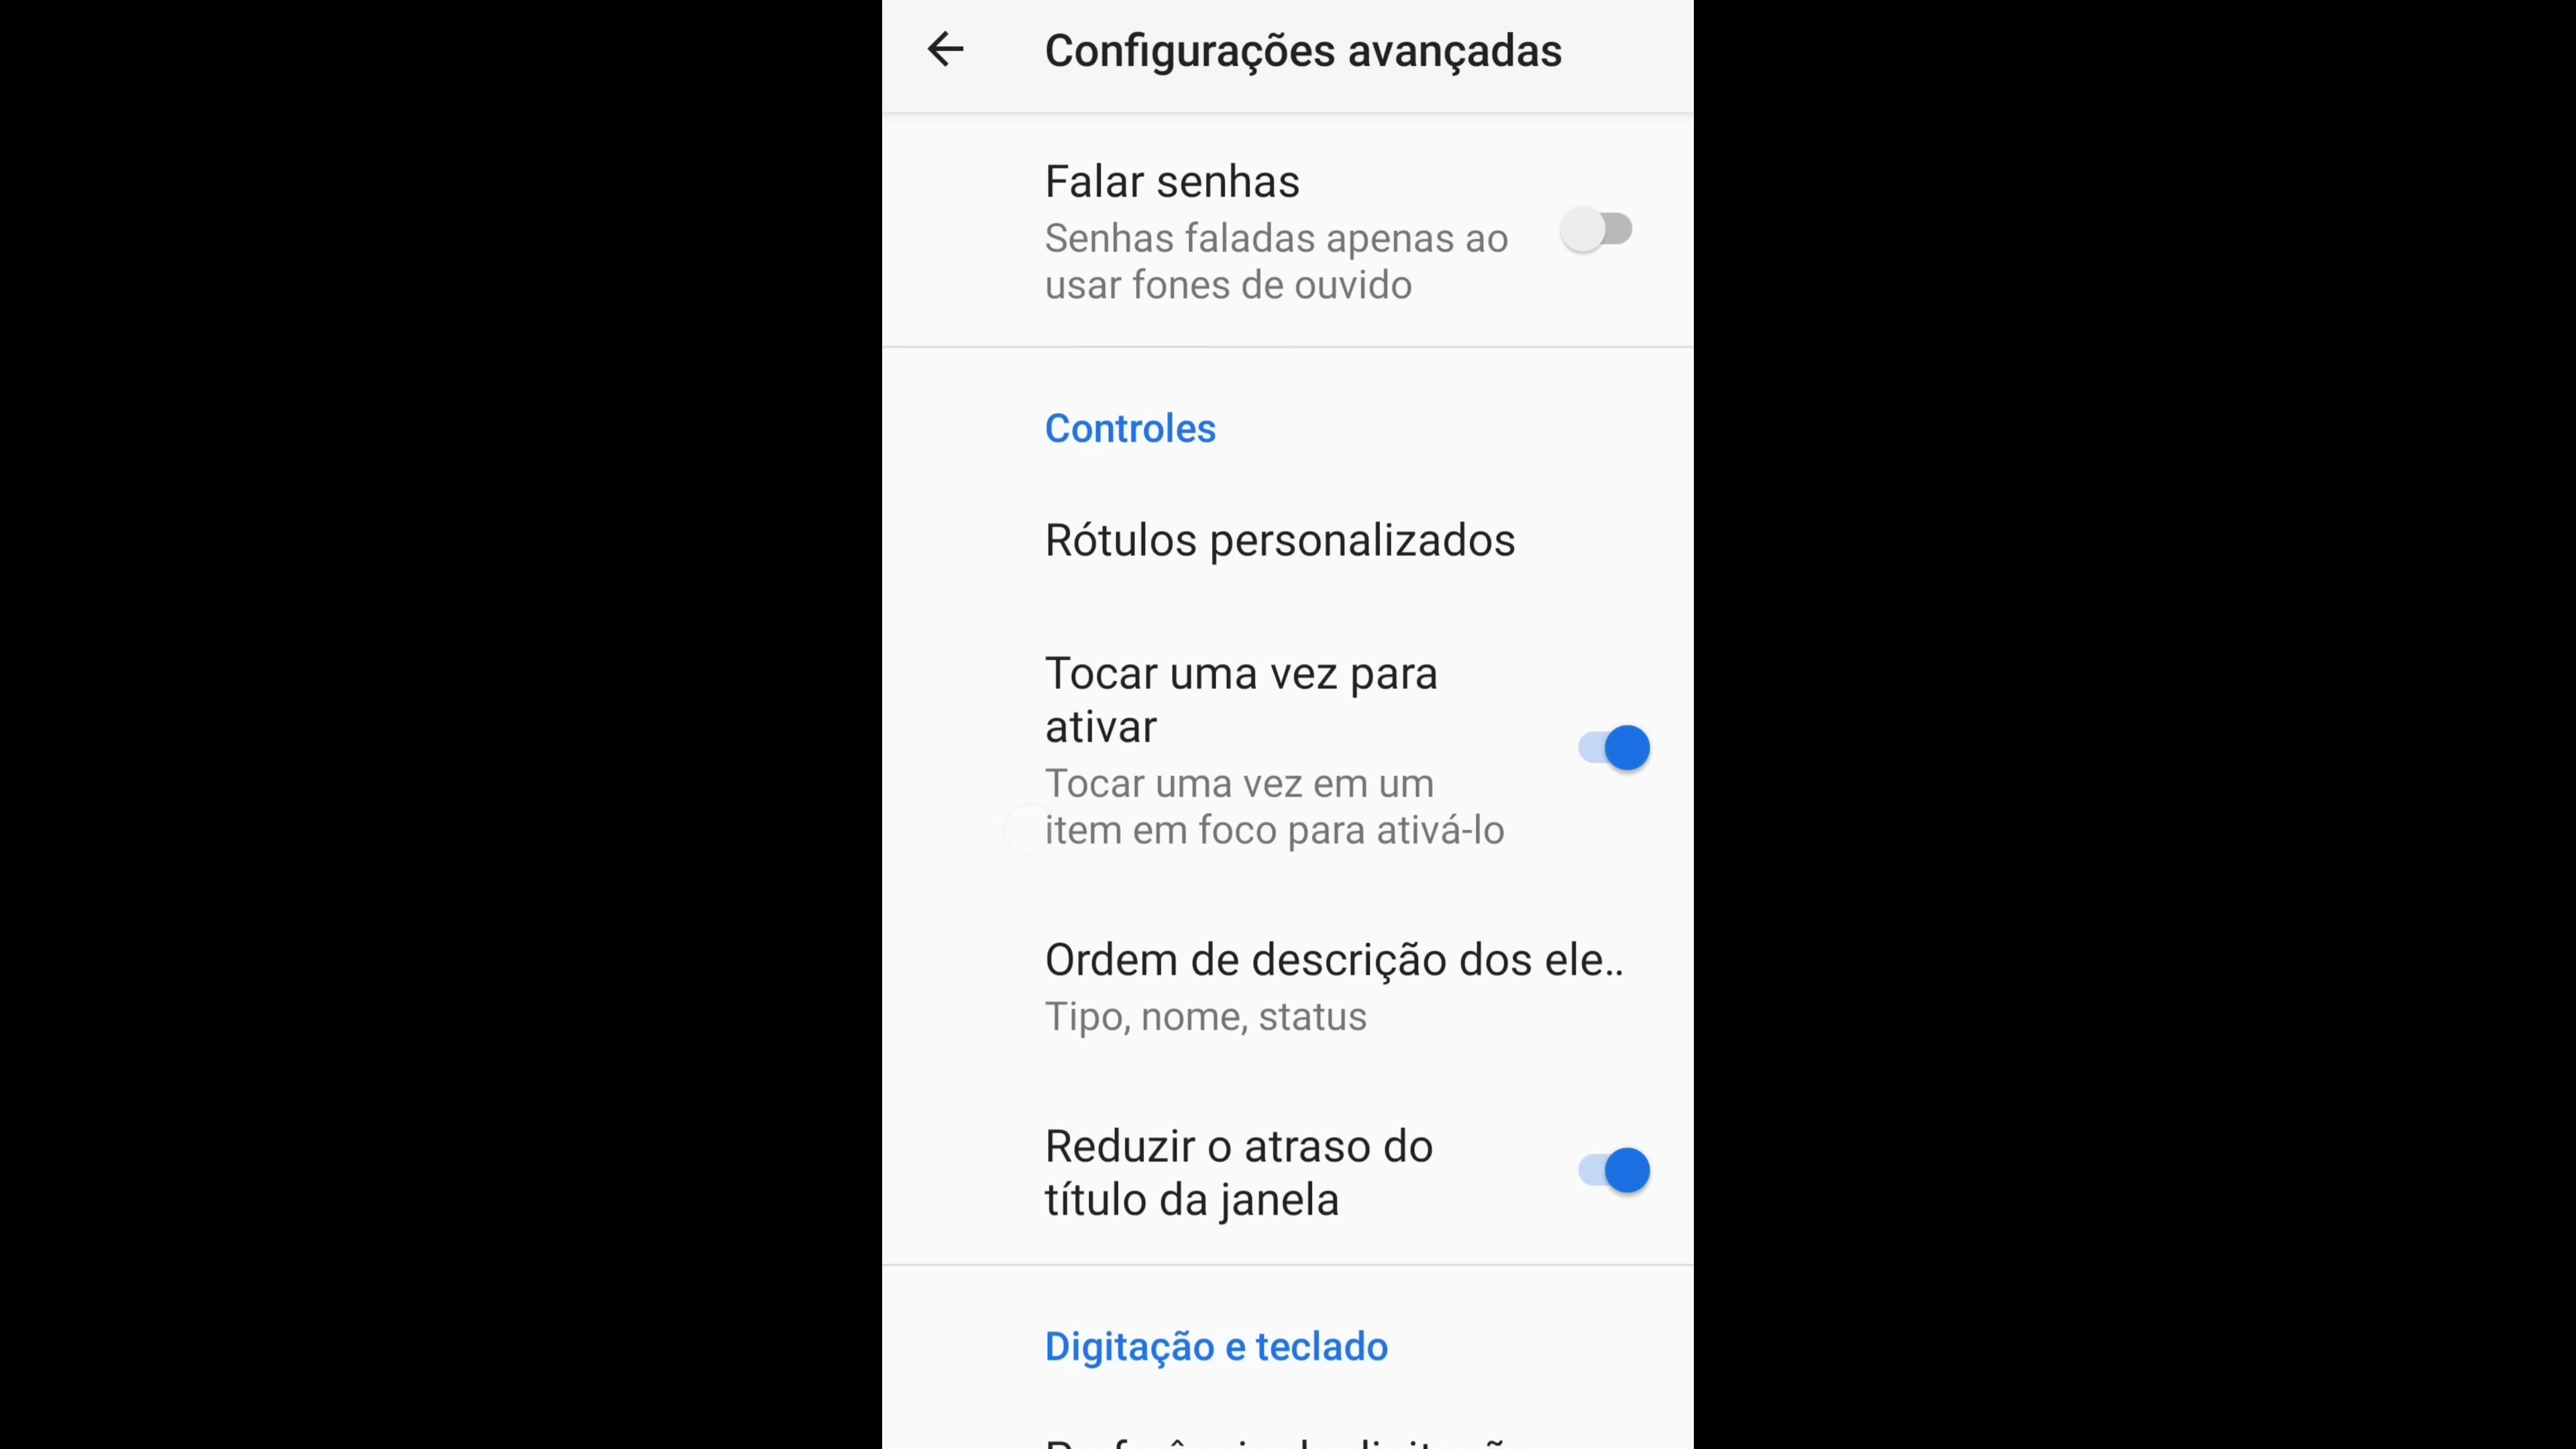 Configurações avançadas
Falar senhas
Senhas faladas apenas ao
usar fones de ouvido
Controles
Rótulos personalizados
Tocar uma vez para
ativar
Tocar uma vez em um
item em foco para ativá-lo
Ordem de descrição dos ele..
Tipo, nome, status
Reduzir o atraso do
título da janela
Digitação e teclado